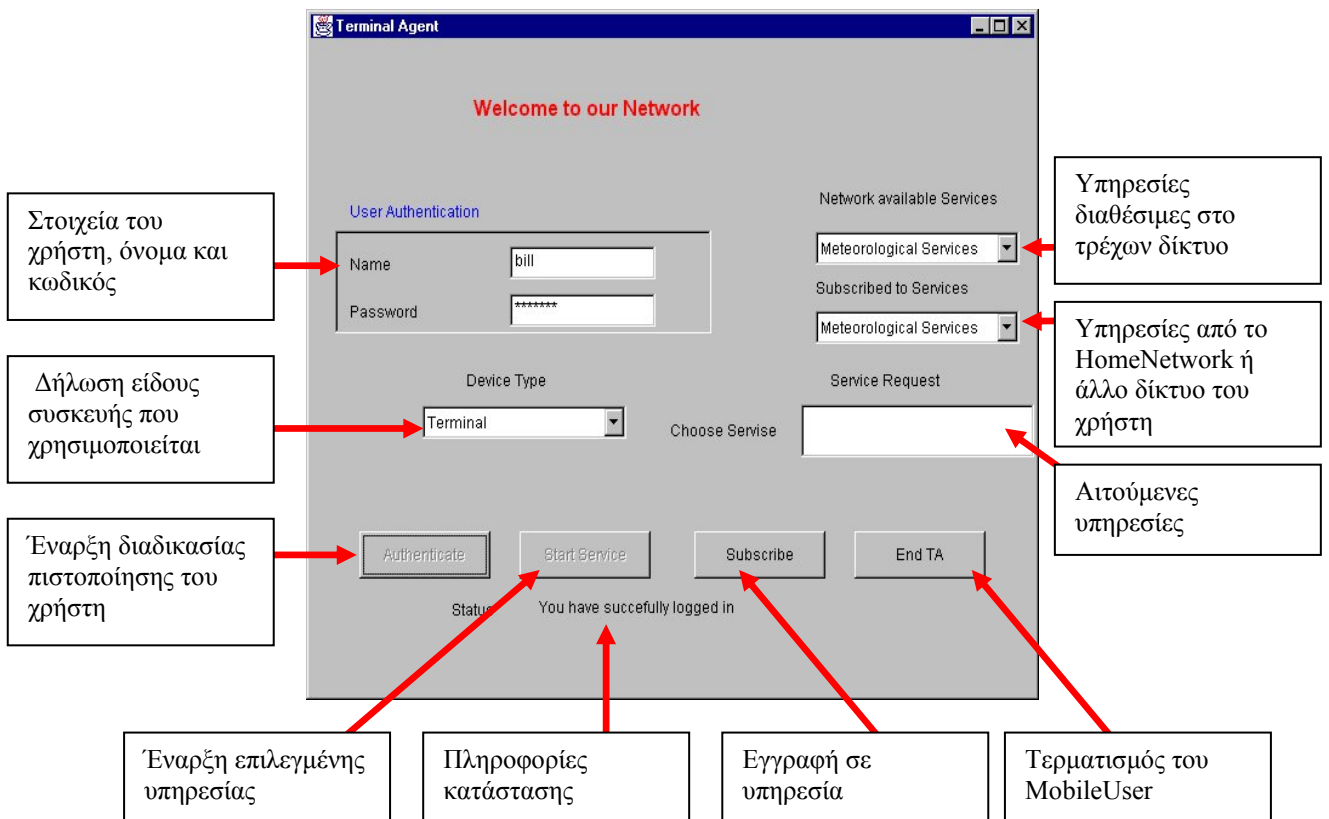 Terminal Agent
Welcome to our Network
Στοιχεία του
χρήστη, όνομα και
κωδικός
User Authentication
Name
bill
Password
*******
Network available Services
Meteorological Services
Subscribed to Services
Meteorological Services
Υπηρεσίες
διαθέσιμες στο
τρέχων δίκτυο
Υπηρεσίες από το
HomeNetwork ή
άλλο δίκτυο του
χρήστη
Δήλωση είδους
συσκευής που
χρησιμοποιείται
Device Type
Terminal
Service Request
Choose Servise
Αιτούμενες
υπηρεσίες
Έναρξη διαδικασίας
πιστοποίησης του
χρήστη
Authenticate
Start Service
Subscribe
End TA
Status
You have succefully logged in
Έναρξη επιλεγμένης
υπηρεσίας
Πληροφορίες
κατάστασης
Εγγραφή σε
υπηρεσία
Τερματισμός του
MobileUser